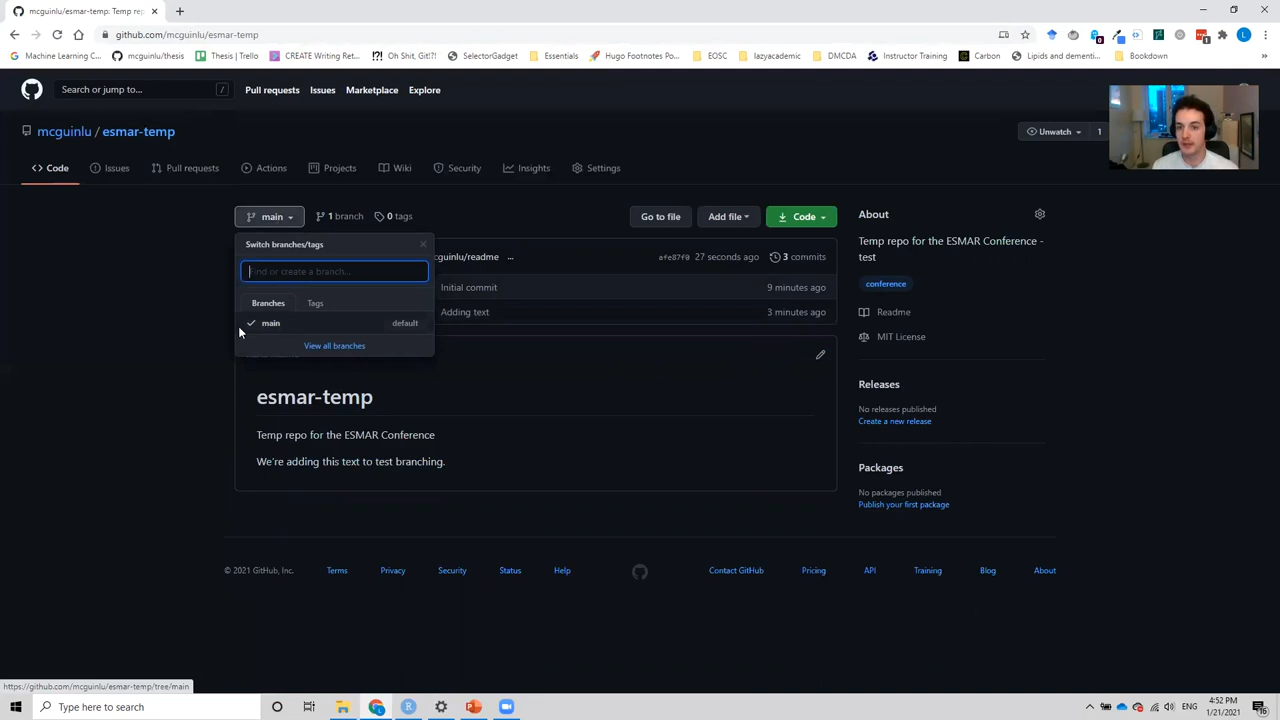 mcguinlu/esmar-temp: Temp rep
github.com/mcguinlu/esmar-temp
Machine Learning C...
mcguinlu/thesis
Thesis | Trello
CREATE Writing Ret...
?! Oh Shit, Git!?!
SelectorGadget
Essentials
Hugo Footnotes Po...
EOSC
lazyacademic
DMCDA
Instructor Training
Carbon
Lipids and dementi...
Bookdown
»
Search or jump to...
/
Pull requests
Issues
Marketplace
Explore
mcguinlu / esmar-temp
Unwatch
1
Code
Issues
Pull requests
Actions
Projects
Wiki
Security
Insights
Settings
main
1 branch
0 tags
Go to file
Add file
Code
Switch branches/tags
Find or create a branch...
Branches
Tags
main
default
View all branches
cguinlu/readme
...
afe87f0 27 seconds ago
3 commits
Initial commit
9 minutes ago
Adding text
3 minutes ago
esmar-temp
Temp repo for the ESMAR Conference
We're adding this text to test branching.
About
Temp repo for the ESMAR Conference -
test
conference
Readme
MIT License
Releases
No releases published
Create a new release
Packages
No packages published
Publish your first package
© 2021 GitHub, Inc.
Terms
Privacy
Security
Status
Help
Contact GitHub
Pricing
API
Training
Blog
About
https://github.com/mcguinlu/esmar-temp/tree/main
Type here to search
ENG
4:52 PM
1/21/2021